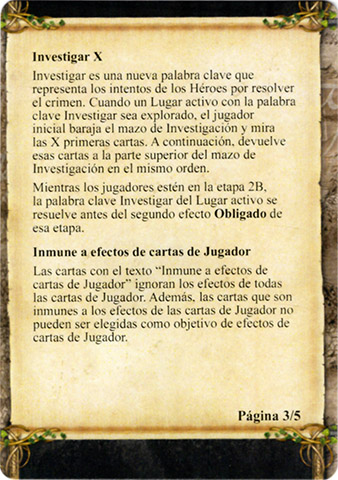 Investigar X
Investigar es una nueva palabra clave que
representa los intentos de los Héroes por resolver
el crimen. Cuando un Lugar activo con la palabra
clave Investigar sea explorado, el jugador
inicial baraja el mazo de Investigación y mira
las X primeras cartas. A continuación, devuelve
esas cartas a la parte superior del mazo de
Investigación en el mismo orden.
Mientras los jugadores estén en la etapa 2B,
la palabra clave Investigar del Lugar activo se
resuelve antes del segundo efecto Obligado de
esa etapa.
Inmune a efectos de cartas de Jugador
Las cartas con el texto “Inmune a efectos de
cartas de Jugador” ignoran los efectos de todas
las cartas de Jugador. Además, las cartas que son
inmunes a los efectos de las cartas de Jugador no
pueden ser elegidas como objetivo de efectos de
cartas de Jugador.
Página 3/5